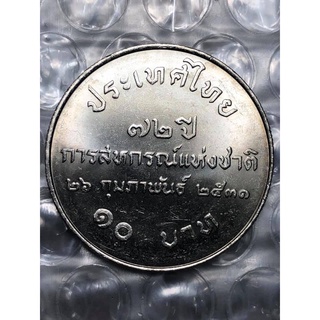 ประเทศไทย
๗๒ ปี
การสหกรณ์แห่งชาติ
๒๖ กุมภาพันธ์ ๒๕๓๑
๑๐ บาท